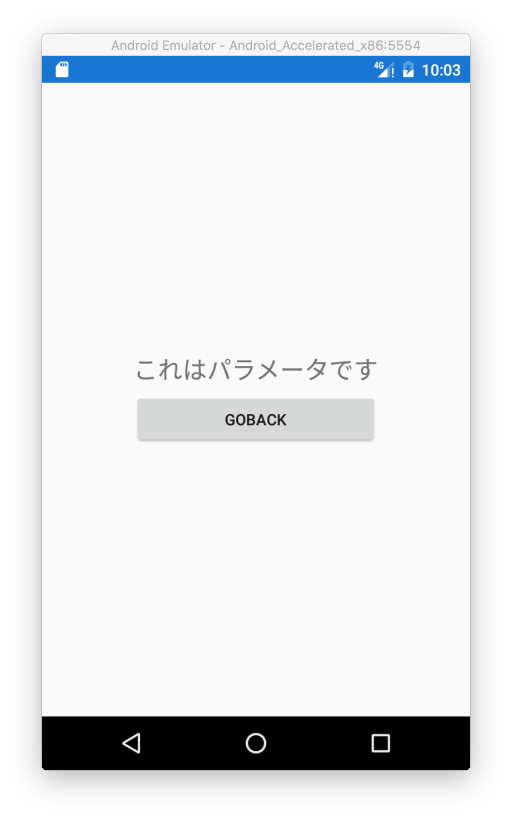 Android Emulator - Android_Accelerated_x86:5554
4G 10:03
これはパラメータです
GOBACK